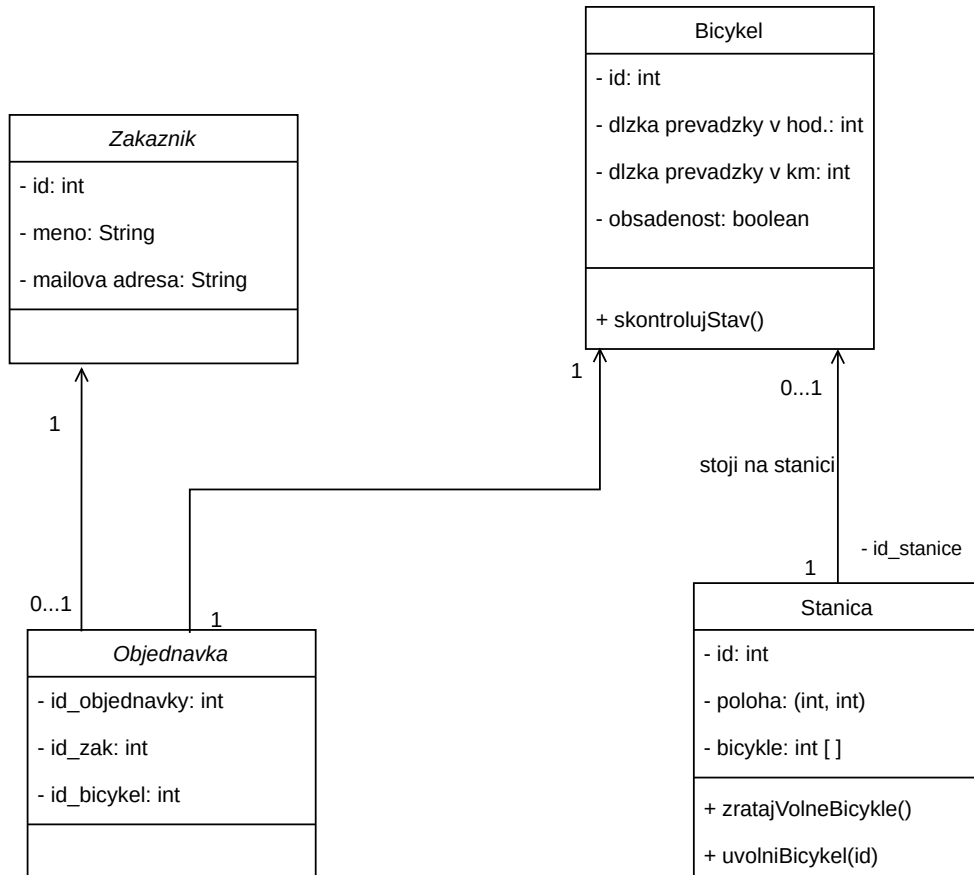 Bicykel
- id: int
- dlzka prevadzky v hod.: int
- dlzka prevadzky v km: int
- obsadenost: boolean
+ skontrolujStav()
Zakaznik
- id: int
- meno: String
- mailova adresa: String
1
0...1
1
stoji na stanici
- id_stanice
1
0...1
1
Objednavka
- id_objednavky: int
- id_zak: int
- id_bicykel: int
Stanica
- id: int
- poloha: (int, int)
- bicykle: int [ ]
+ zratajVolneBicykle()
+ uvolniBicykel(id)